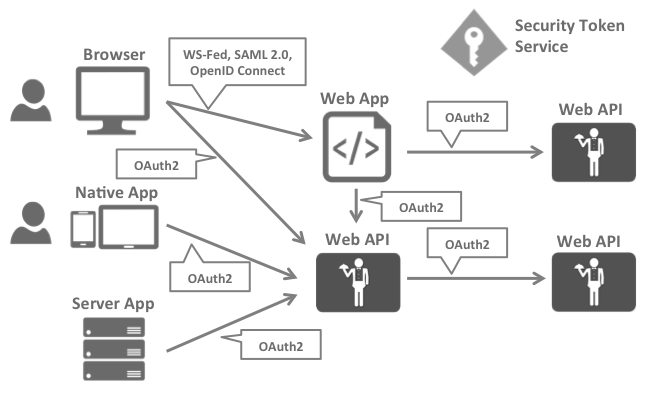 Security Token
Service
Browser
WS-Fed, SAML 2.0,
OpenID Connect
Web App
OAuth2
Web API
OAuth2
Native App
OAuth2
Web API
OAuth2
Web API
OAuth2
Server App
OAuth2